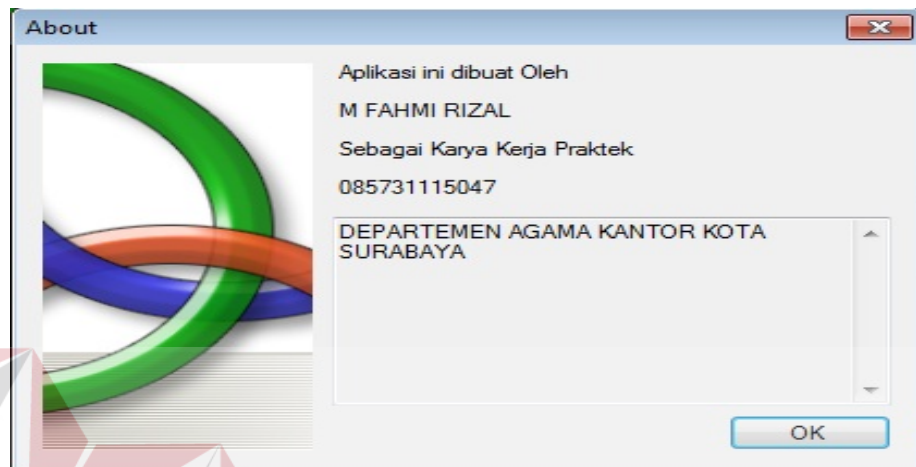 About
Aplikasi ini dibuat Oleh
M FAHMI RIZAL
Sebagai Karya Kerja Praktek
085731115047
DEPARTEMEN AGAMA KANTOR KOTA
SURABAYA
OK